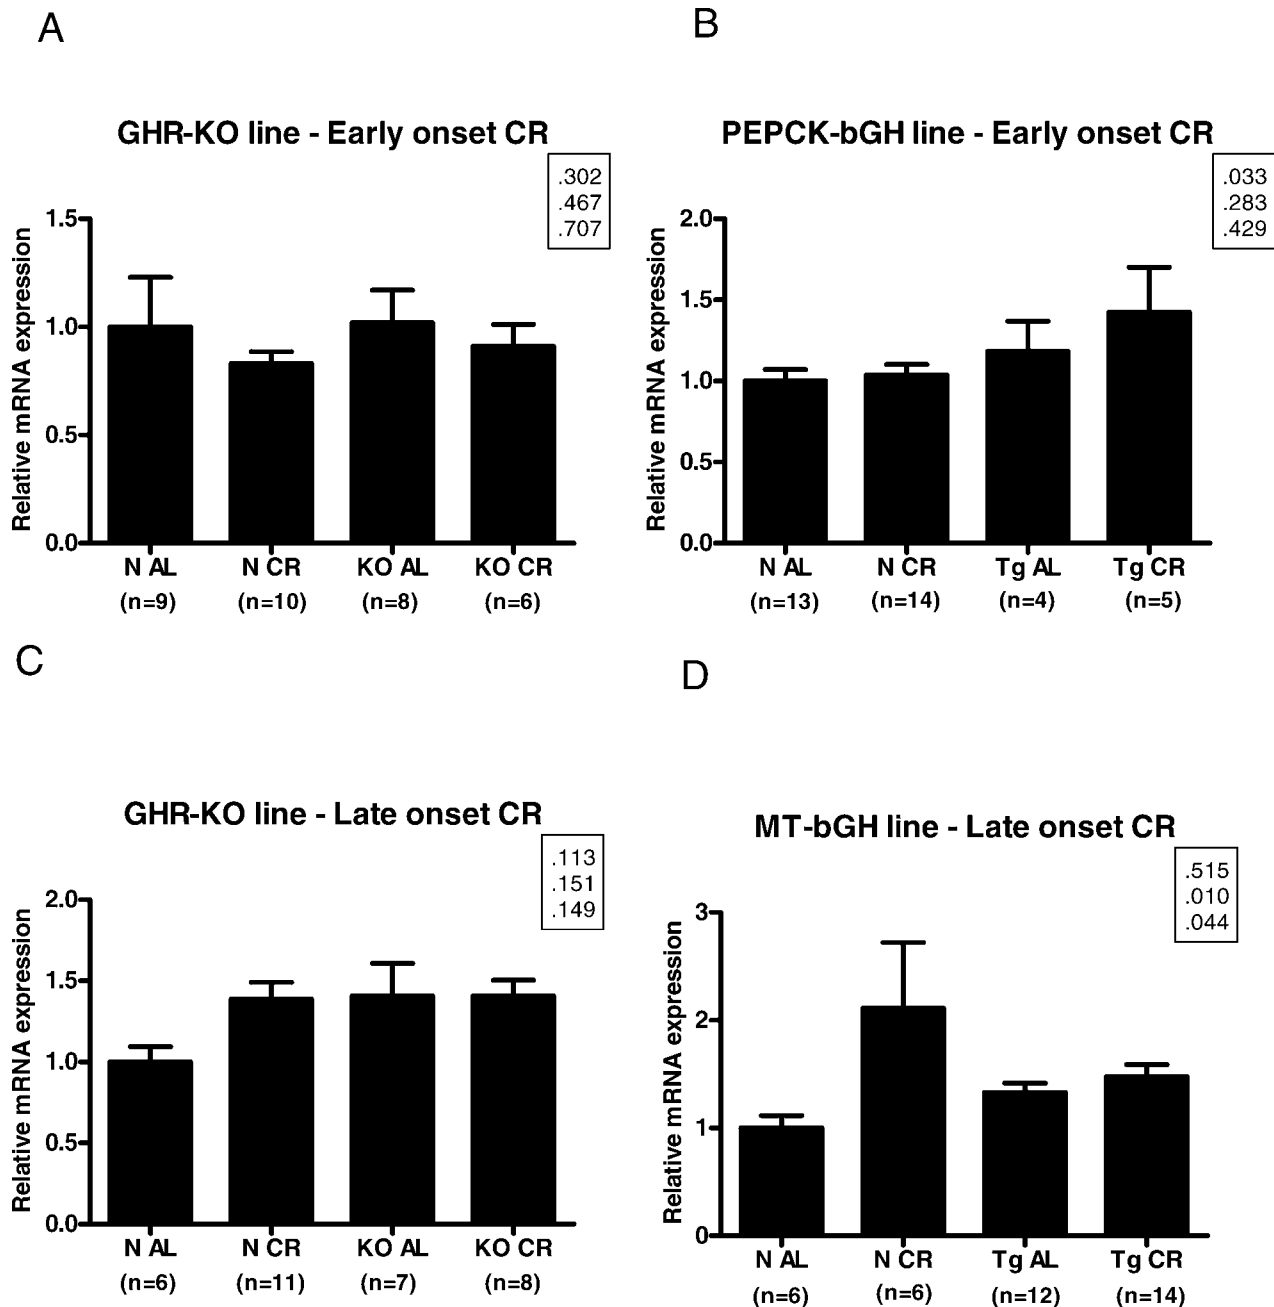 A
GHR-KO line - Early onset CR
.302
.467
.707
Relative mRNA expression
1.5
1.0
0.5
0.0
N AL
N CR
KO AL
KO CR
(n=9)
(n=10)
(n=8)
(n=6)
B
PEPCK-bGH line - Early onset CR
.033
.283
.429
Relative mRNA expression
2.0
1.5
1.0
0.5
0.0
N AL
N CR
Tg AL
Tg CR
(n=13)
(n=14)
(n=4)
(n=5)
C
GHR-KO line - Late onset CR
.113
.151
.149
Relative mRNA expression
2.0
1.5
1.0
0.5
0.0
N AL
N CR
KO AL
KO CR
(n=6)
(n=11)
(n=7)
(n=8)
D
MT-bGH line - Late onset CR
.515
.010
.044
Relative mRNA expression
3
2
1
0
N AL
N CR
Tg AL
Tg CR
(n=6)
(n=6)
(n=12)
(n=14)